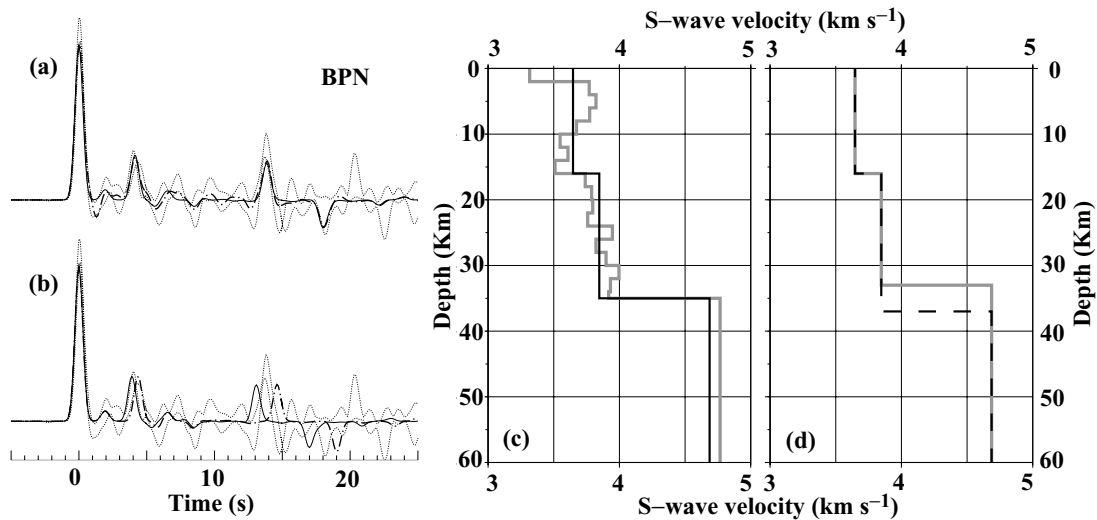 S–wave velocity (km s⁻¹)
3 4 3 4 5
(a)
BPN
(b)
0 10 20
Time (s)
0
10
20
30
40
50
60
Depth (Km)
(c)
3 4 5
(d)
3 4 5
S–wave velocity (km s⁻¹)
0
10
20
30
40
50
60
Depth (Km)